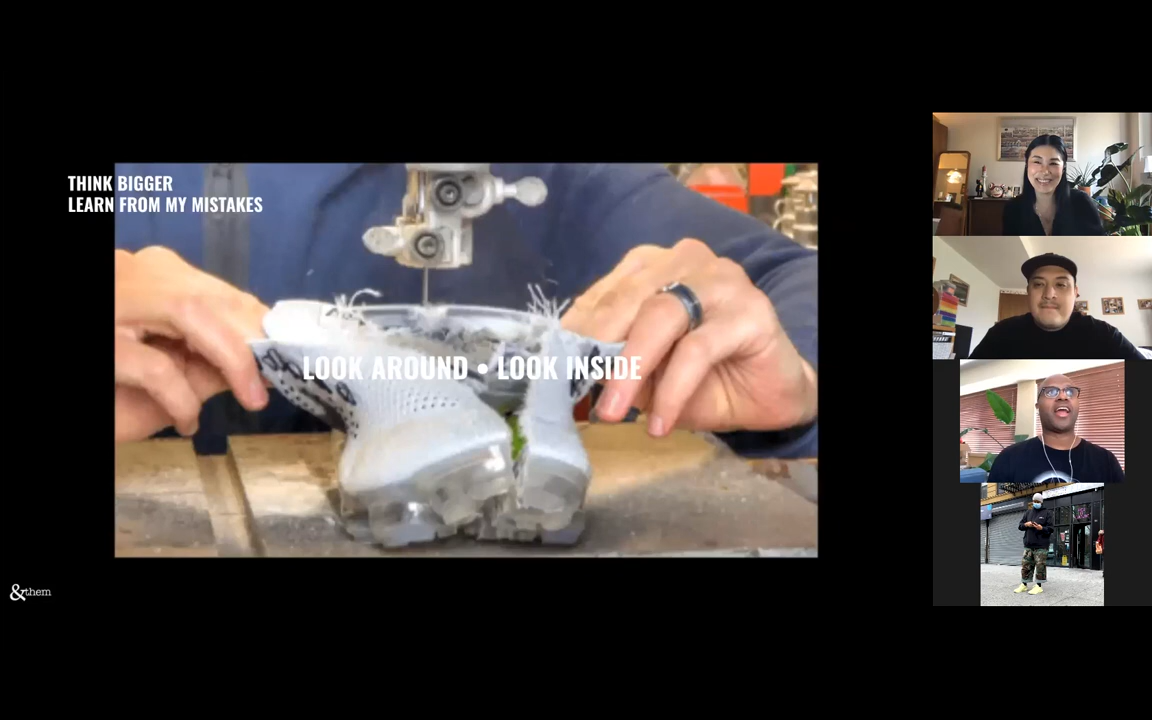 THINK BIGGER
LEARN FROM MY MISTAKES
LOOK AROUND • LOOK INSIDE
&them